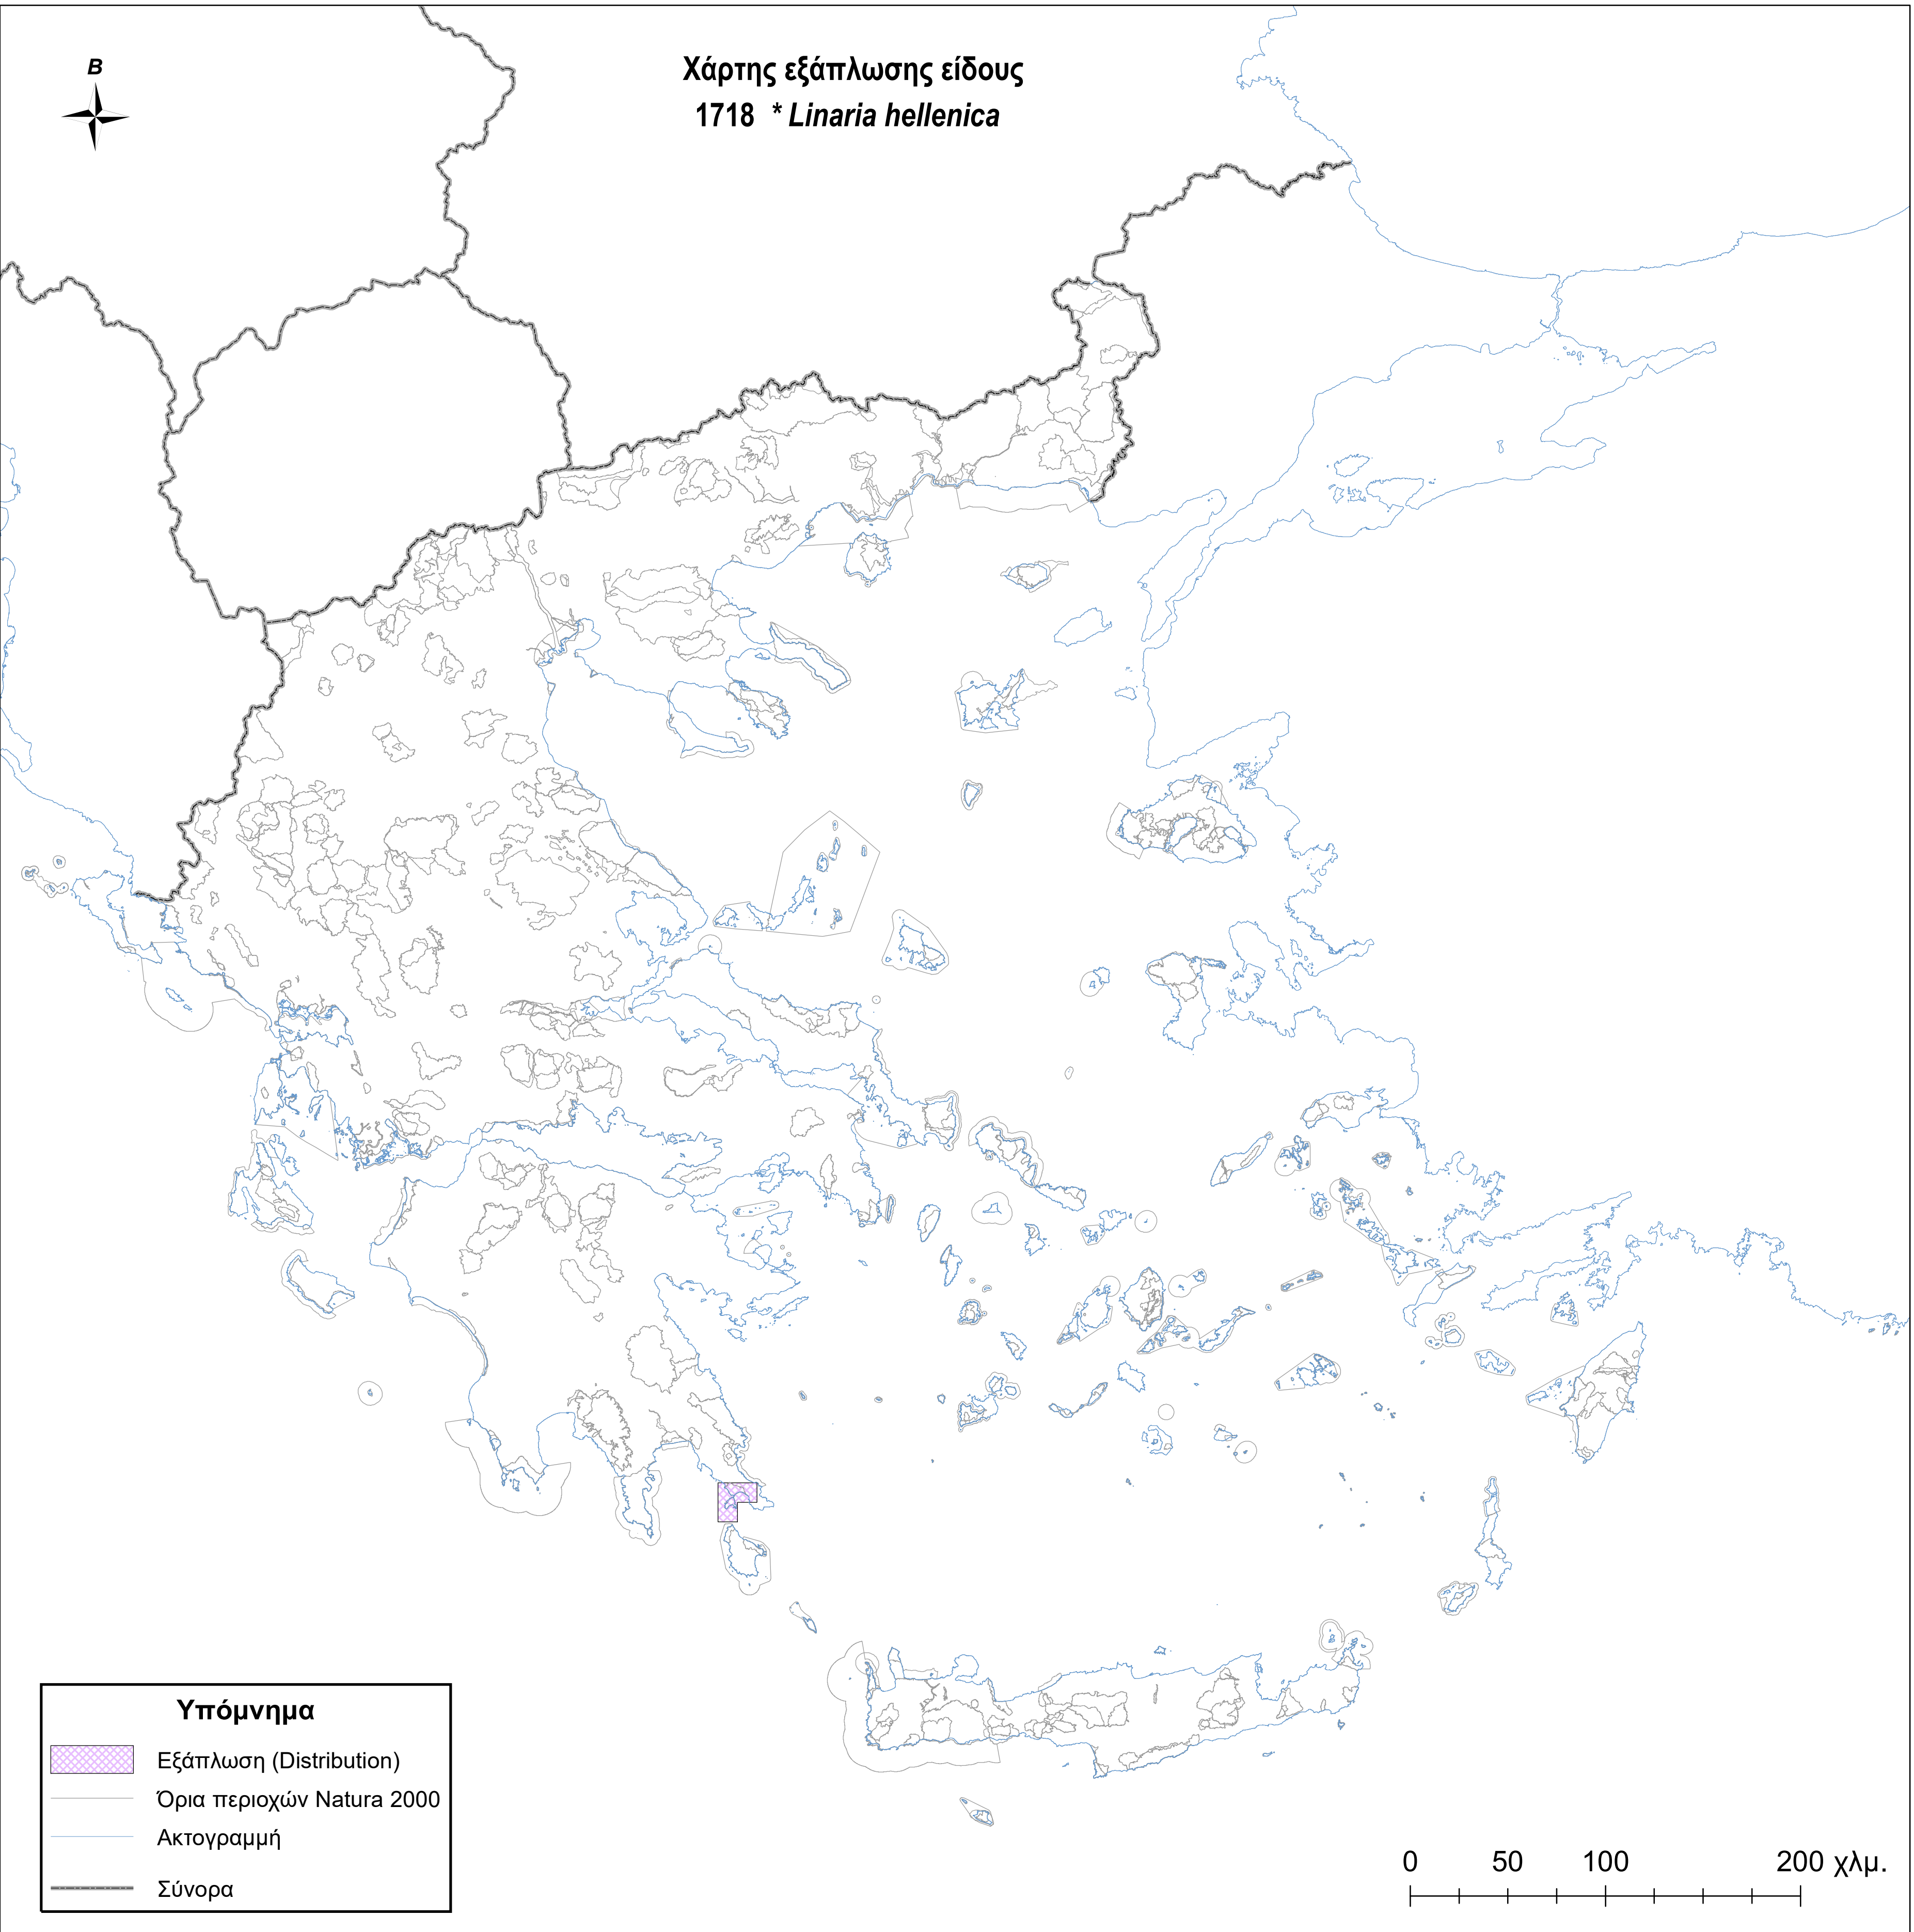 Β
Χάρτης εξάπλωσης είδους
1718 * Linaria hellenica
Υπόμνημα
Εξάπλωση (Distribution)
Όρια περιοχών Natura 2000
Ακτογραμμή
Σύνορα
0 50 100 200 χλμ.